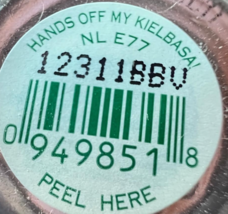 HANDS OFF MY KIELBASA!
NL E77
12311BBV
0 949851 8
PEEL HERE